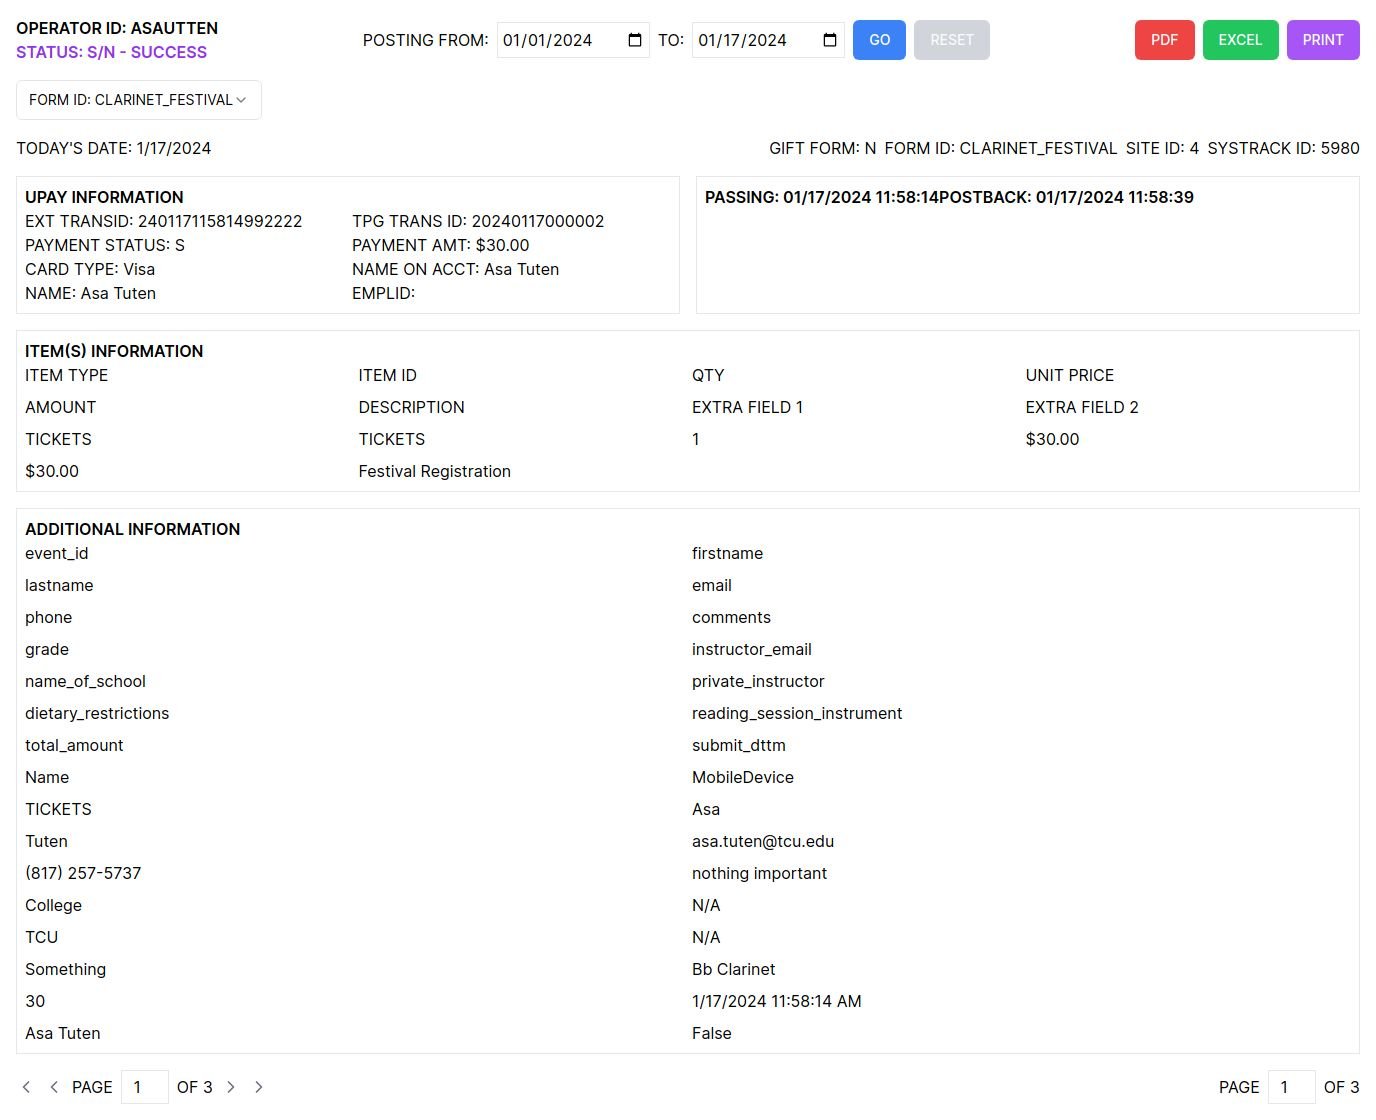 OPERATOR ID: ASAUTTEN
STATUS: S/N - SUCCESS
POSTING FROM: 01/01/2024 TO: 01/17/2024 GO RESET
PDF EXCEL PRINT
FORM ID: CLARINET_FESTIVAL
TODAY'S DATE: 1/17/2024
GIFT FORM: N FORM ID: CLARINET_FESTIVAL SITE ID: 4 SYSTRACK ID: 5980
UPAY INFORMATION
EXT TRANSID: 240117115814992222 TPG TRANS ID: 20240117000002
PAYMENT STATUS: S PAYMENT AMT: $30.00
CARD TYPE: Visa NAME ON ACCT: Asa Tuten
NAME: Asa Tuten EMPLID:
PASSING: 01/17/2024 11:58:14POSTBACK: 01/17/2024 11:58:39
ITEM(S) INFORMATION
ITEM TYPE ITEM ID QTY UNIT PRICE
AMOUNT DESCRIPTION EXTRA FIELD 1 EXTRA FIELD 2
TICKETS TICKETS 1 $30.00
$30.00 Festival Registration
ADDITIONAL INFORMATION
event_id firstname
lastname email
phone comments
grade instructor_email
name_of_school private_instructor
dietary_restrictions reading_session_instrument
total_amount submit_dttm
Name MobileDevice
TICKETS Asa
Tuten asa.tuten@tcu.edu
(817) 257-5737 nothing important
College N/A
TCU N/A
Something Bb Clarinet
30 1/17/2024 11:58:14 AM
Asa Tuten False
PAGE 1 OF 3
PAGE 1 OF 3